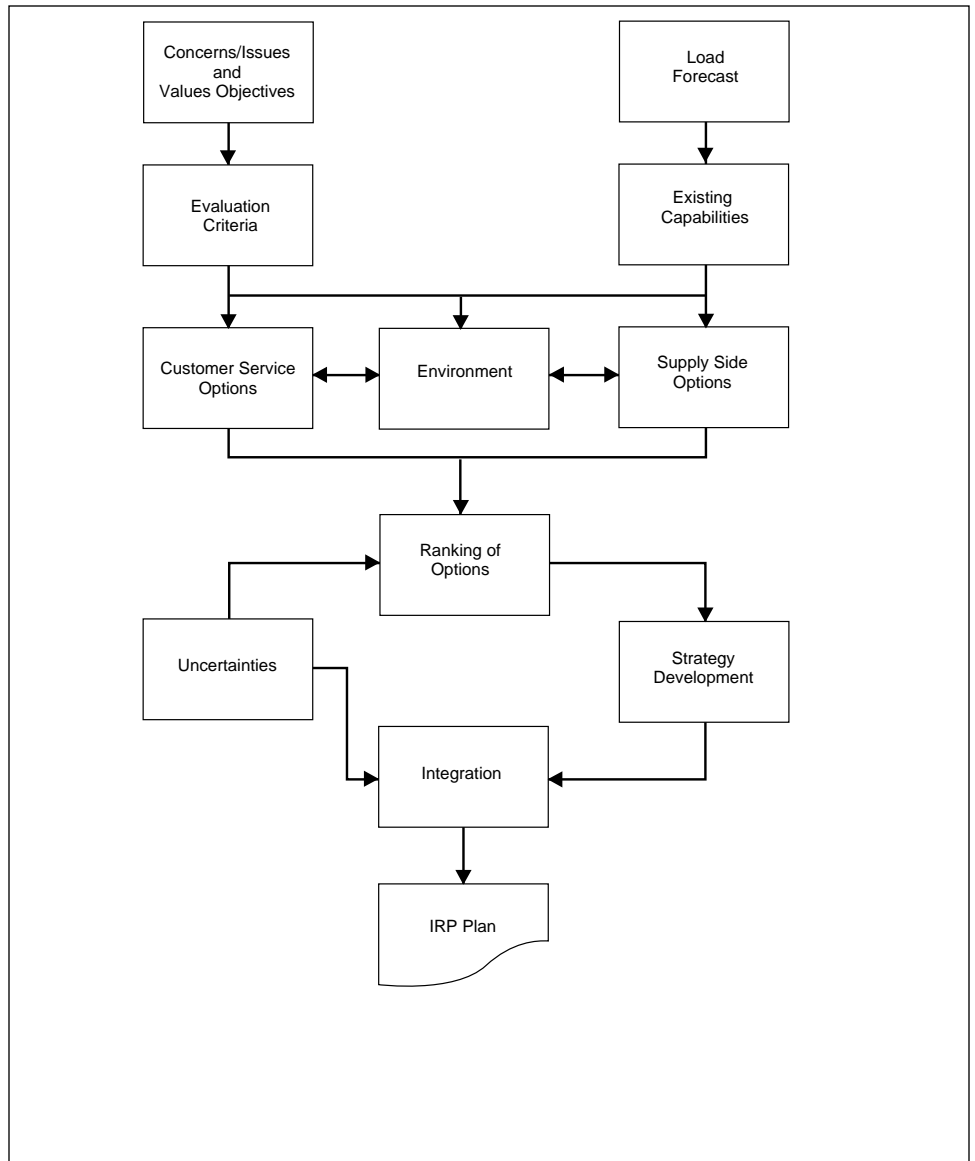 Concerns/Issues
and
Values Objectives
Load
Forecast
Evaluation
Criteria
Existing
Capabilities
Customer Service
Options
Environment
Supply Side
Options
Ranking of
Options
Uncertainties
Strategy
Development
Integration
IRP Plan